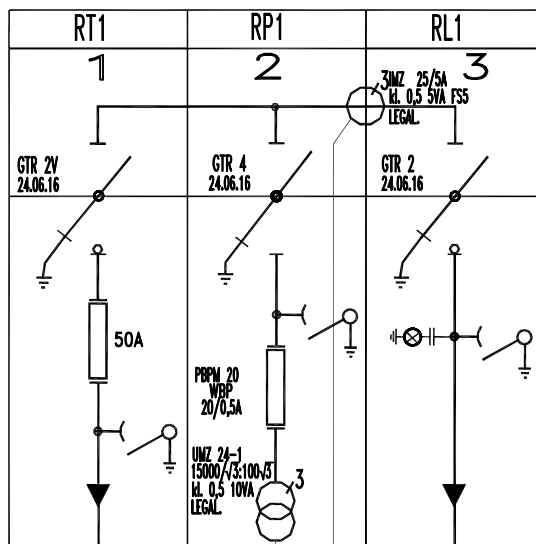 RT1
RP1
RL1
1
2
3
3
IMZ 25/5A
kl. 0,5 5VA FS5
LEGAL.
GTR 2V
24.06.16
GTR 4
24.06.16
GTR 2
24.06.16
50A
PBPM 20
WBP
20/0,5A
UMZ 24-1
15000/√3:100√3
kl. 0,5 10VA
LEGAL.
3